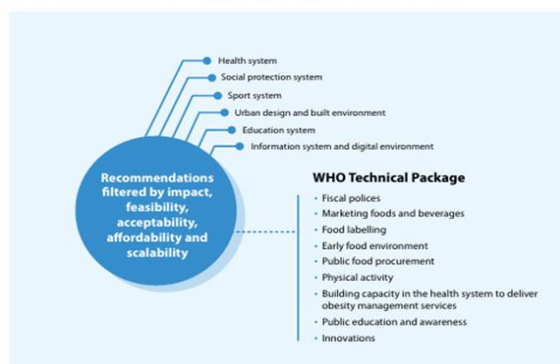 Health system
Social protection system
Sport system
Urban design and built environment
Education system
Information system and digital environment
Recommendations
filtered by impact,
feasibility,
acceptability,
affordability and
scalability
WHO Technical Package
• Fiscal polices
• Marketing foods and beverages
• Food labelling
• Early food environment
• Public food procurement
• Physical activity
• Building capacity in the health system to deliver
obesity management services
• Public education and awareness
• Innovations